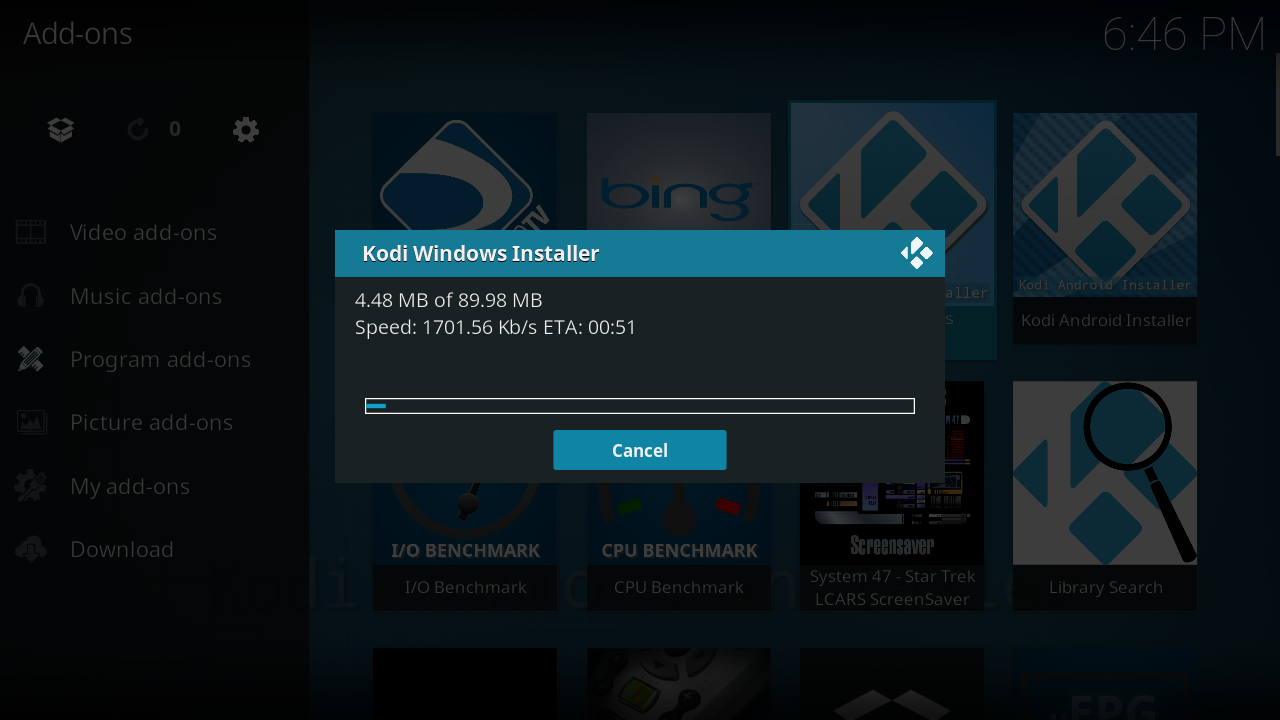 Add-ons
6:46 PM
0
Video add-ons
Music add-ons
Program add-ons
Picture add-ons
My add-ons
Download
bing
Kodi Android Installer
Kodi Android Installer
Kodi Windows Installer
4.48 MB of 89.98 MB
Speed: 1701.56 Kb/s ETA: 00:51
Cancel
I/O BENCHMARK
CPU BENCHMARK
Screensaver
I/O Benchmark
CPU Benchmark
System 47 - Star Trek
LCARS ScreenSaver
Library Search